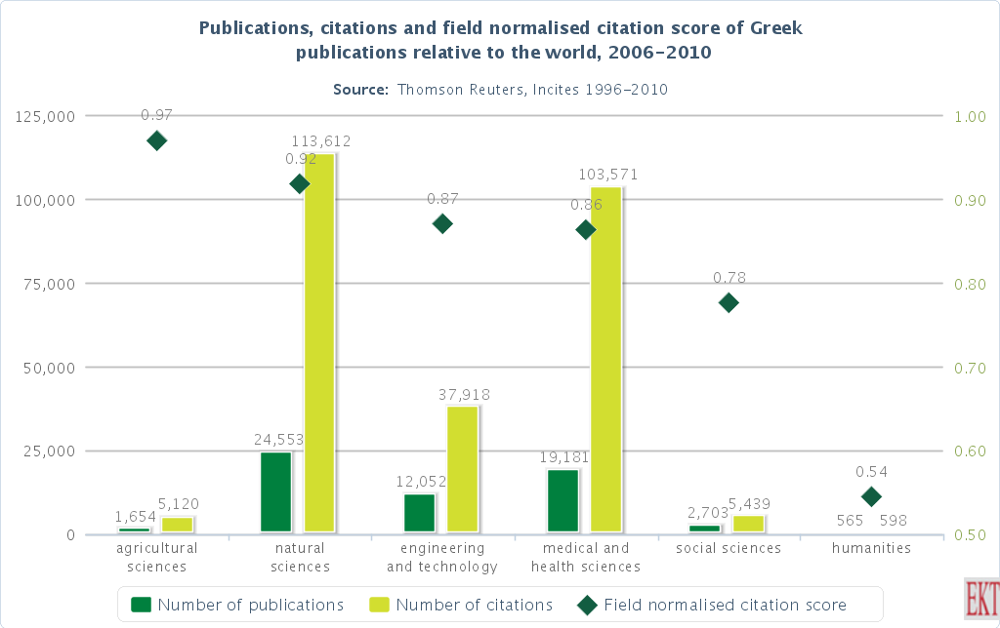 Publications, citations and field normalised citation score of Greek
publications relative to the world, 2006-2010
Source: Thomson Reuters, Incites 1996-2010
125,000
100,000
75,000
50,000
25,000
0
1.00
0.90
0.80
0.70
0.60
0.50
0.97
1,654
5,120
0.92
24,553
113,612
0.87
12,052
37,918
0.86
19,181
103,571
0.78
2,703
5,439
0.54
565
598
agricultural
sciences
natural
sciences
engineering
and technology
medical and
health sciences
social sciences
humanities
Number of publications
Number of citations
Field normalised citation score
EKT